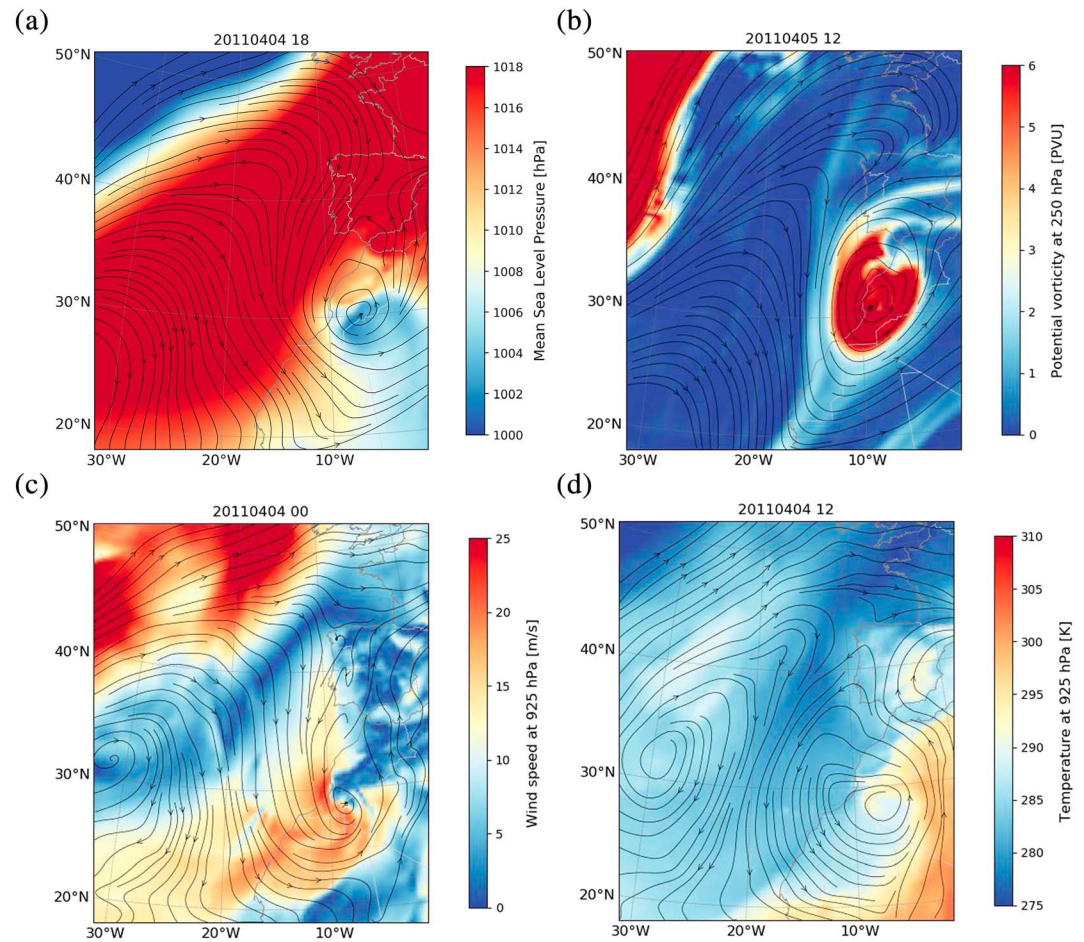 (a)
20110404 18
50°N
40°N
30°N
20°N
30°W 20°W 10°W
1018
1016
1014
1012
1010
1008
1006
1004
1002
1000
Mean Sea Level Pressure [hPa]
(b)
20110405 12
50°N
40°N
30°N
20°N
30°W 20°W 10°W
6
5
4
3
2
1
0
Potential vorticity at 250 hPa [PVU]
(c)
20110404 00
50°N
40°N
30°N
20°N
30°W 20°W 10°W
25
20
15
10
5
0
Wind speed at 925 hPa [m/s]
(d)
20110404 12
50°N
40°N
30°N
20°N
30°W 20°W 10°W
310
305
300
295
290
285
280
275
Temperature at 925 hPa [K]